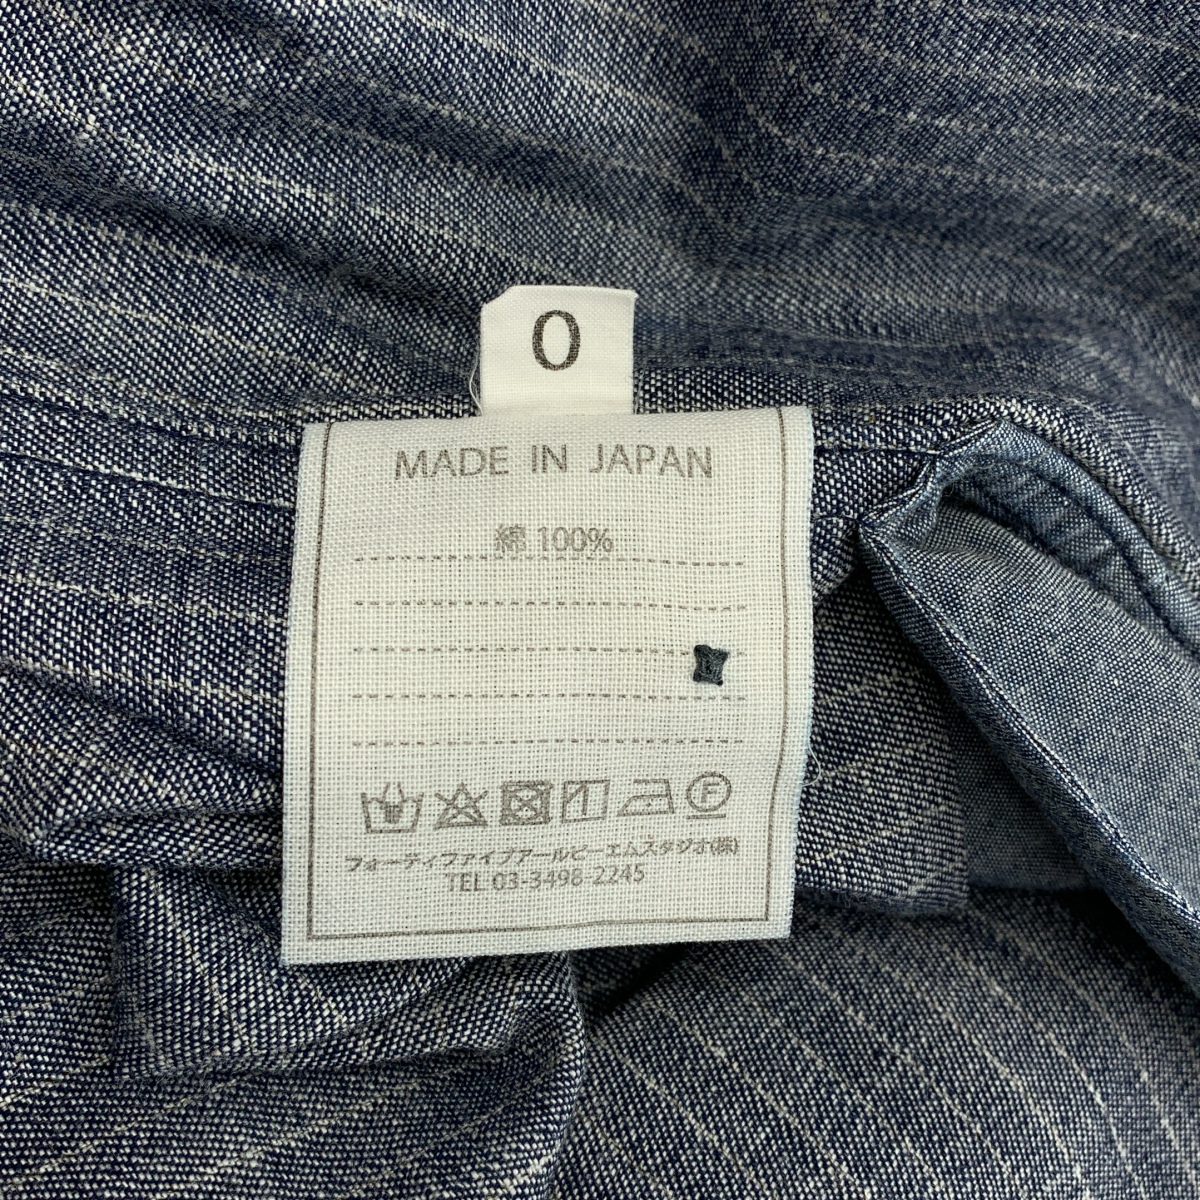 0
MADE IN JAPAN
綿 100%
F
フォーティファイブアールピーエムスタジオ(株)
TEL 03-3498-2245